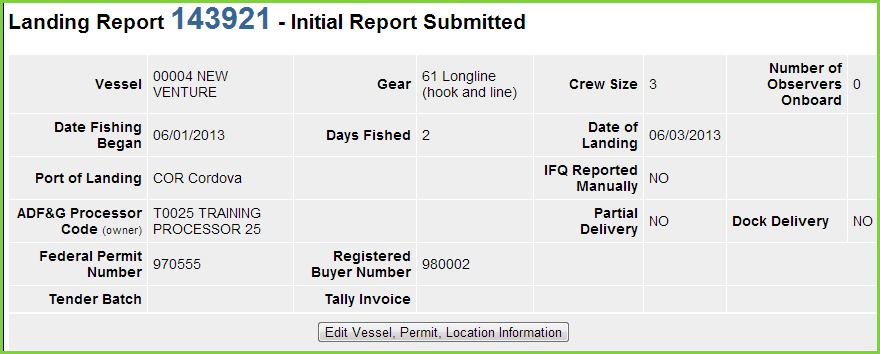 Landing Report 143921 - Initial Report Submitted
Vessel 00004 NEW VENTURE Gear 61 Longline (hook and line) Crew Size 3 Number of Observers Onboard 0
Date Fishing Began 06/01/2013 Days Fished 2 Date of Landing 06/03/2013
Port of Landing COR Cordova IFQ Reported Manually NO
ADF&G Processor Code (owner) T0025 TRAINING PROCESSOR 25 Partial Delivery NO Dock Delivery NO
Federal Permit Number 970555 Registered Buyer Number 980002
Tender Batch Tally Invoice
Edit Vessel, Permit, Location Information